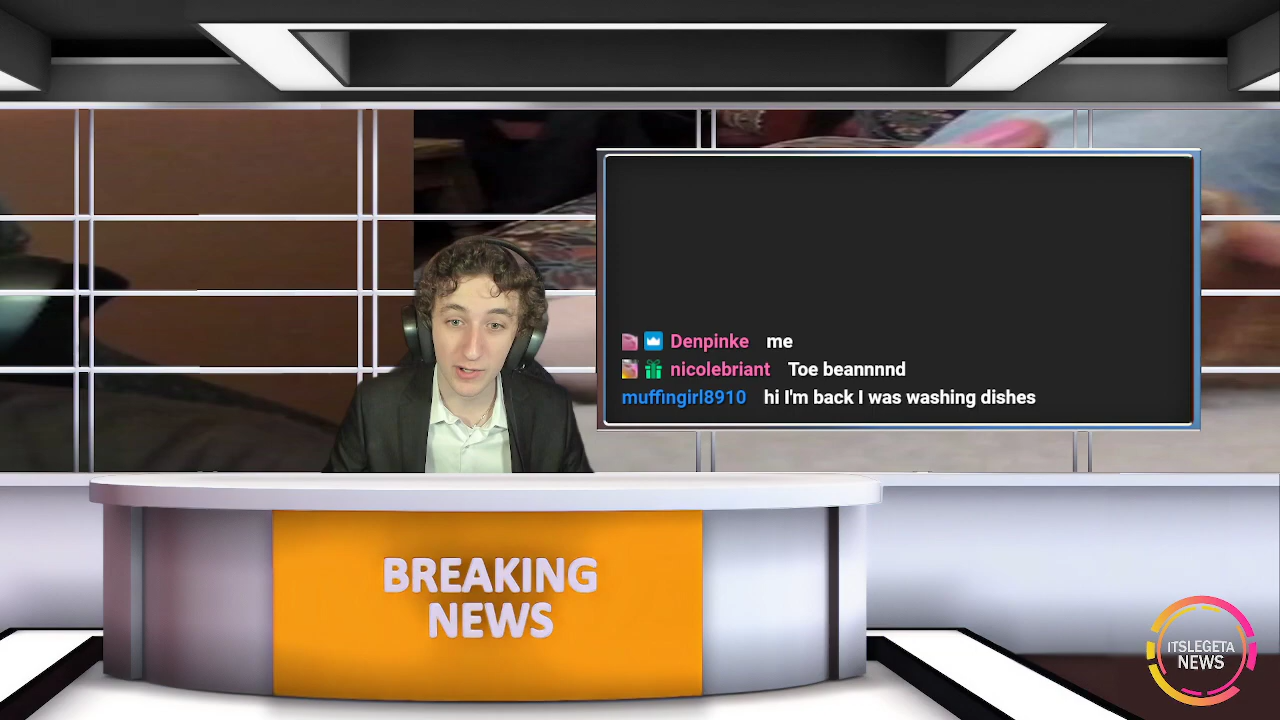 Denpinke me
nicolebriant Toe beannnnd
muffingirl8910 hi I'm back I was washing dishes
BREAKING
NEWS
ITSLEGETA
NEWS